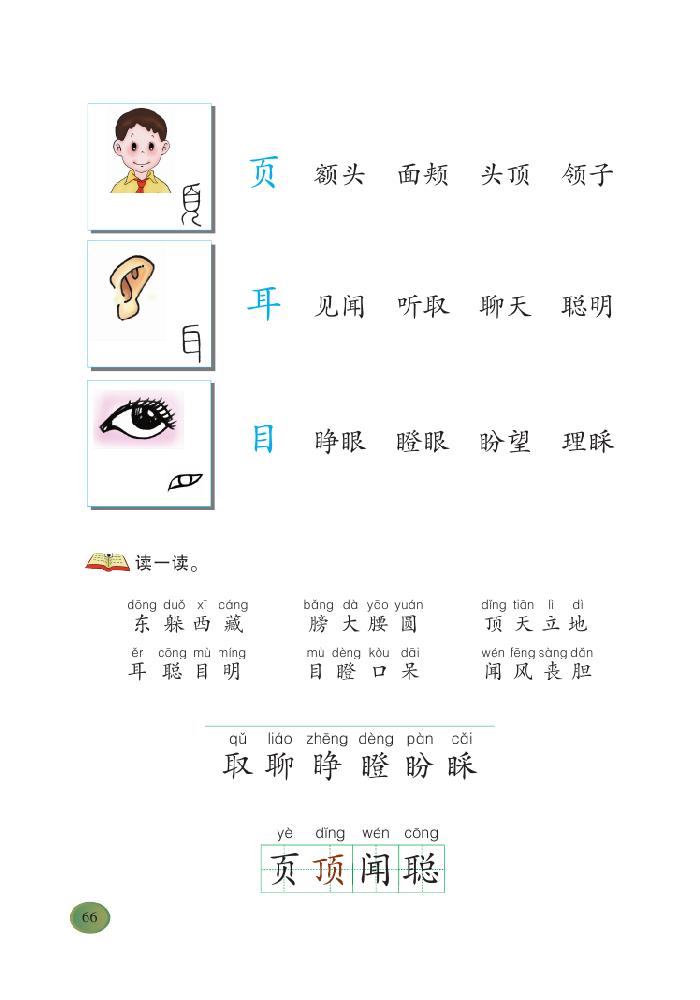 页 额头 面颊 头顶 领子
耳 见闻 听取 聊天 聪明
目 睁眼 瞪眼 盼望 理睬
读一读。
dōng duǒ xī cáng bǎng dà yāo yuán dǐng tiān lì dì
东躲西藏 膀大腰圆 顶天立地
ěr cōng mù míng mù dèng kǒu dāi wén fēng sàng dǎn
耳聪目明 目瞪口呆 闻风丧胆
qǔ liáo zhēng dèng pàn cǎi
取聊睁瞪盼睬
yè dǐng wén cōng
页顶闻聪
66